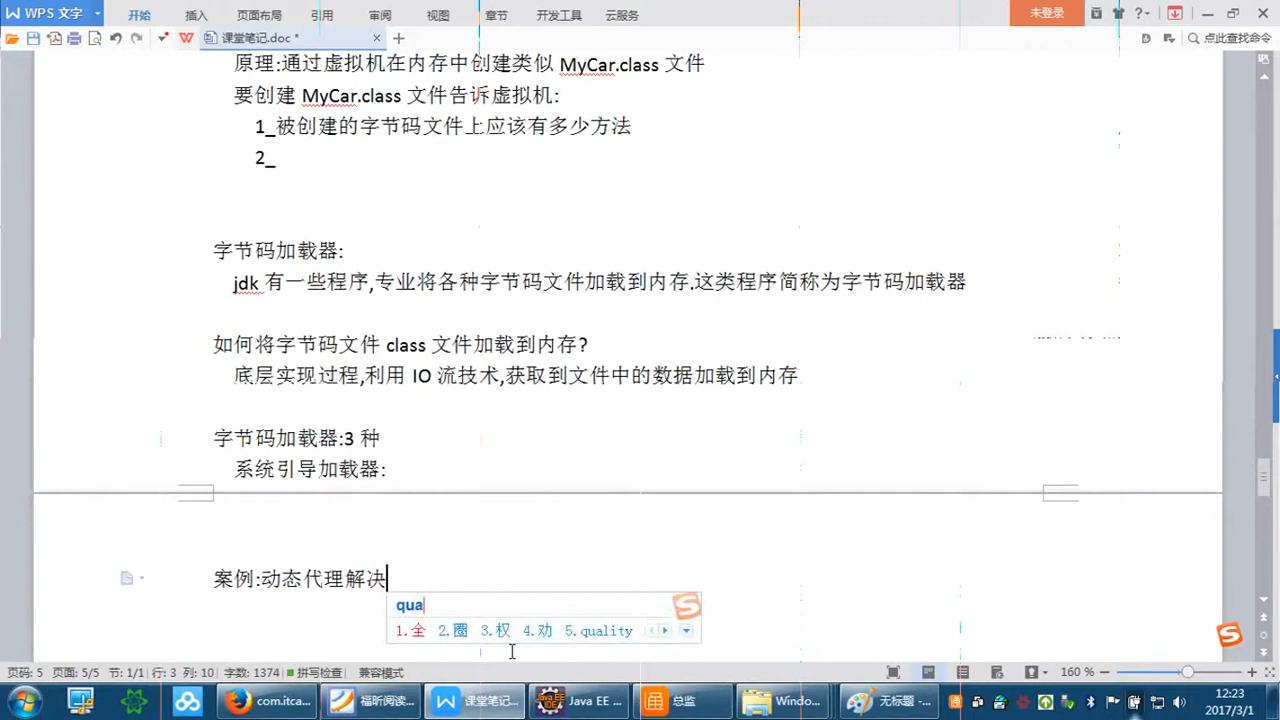 WPS 文字 开始 插入 页面布局 引用 审阅 视图 章节 开发工具 云服务 未登录
课堂笔记.doc * 点此查找命令
原理:通过虚拟机在内存中创建类似 MyCar.class 文件
要创建 MyCar.class 文件告诉虚拟机:
1_被创建的字节码文件上应该有多少方法
2_
字节码加载器:
jdk 有一些程序,专业将各种字节码文件加载到内存.这类程序简称为字节码加载器
如何将字节码文件 class 文件加载到内存?
底层实现过程,利用 IO 流技术,获取到文件中的数据加载到内存
字节码加载器:3 种
系统引导加载器:
案例:动态代理解决
qua
1.全 2.圈 3.权 4.劝 5.quality
页码: 5 页面: 5/5 节: 1/1 行: 3 列: 10 字数: 1374 拼写检查 兼容模式 160 %
com.itca... 福昕阅读... 课堂笔记... Java EE ... 总监 Windo... 无标题 - ... 12:23
2017/3/1